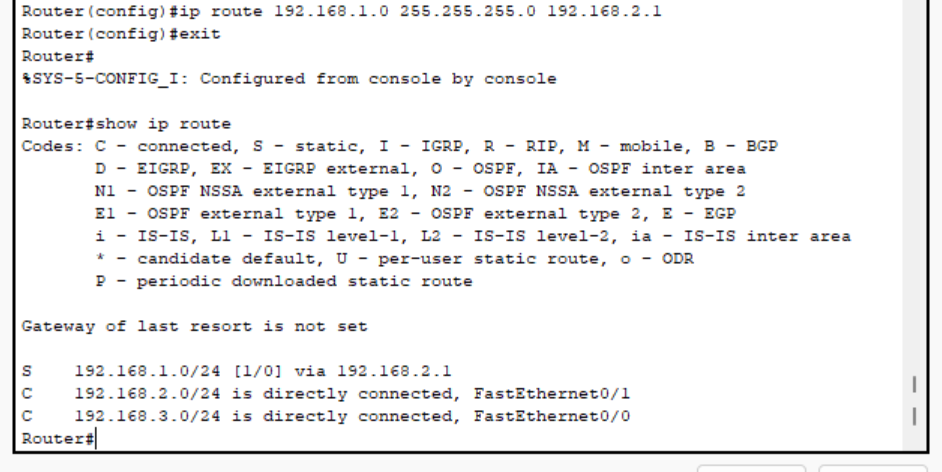 Router(config)#ip route 192.168.1.0 255.255.255.0 192.168.2.1
Router(config)#exit
Router#
%SYS-5-CONFIG_I: Configured from console by console

Router#show ip route
Codes: C - connected, S - static, I - IGRP, R - RIP, M - mobile, B - BGP
       D - EIGRP, EX - EIGRP external, O - OSPF, IA - OSPF inter area
       N1 - OSPF NSSA external type 1, N2 - OSPF NSSA external type 2
       E1 - OSPF external type 1, E2 - OSPF external type 2, E - EGP
       i - IS-IS, L1 - IS-IS level-1, L2 - IS-IS level-2, ia - IS-IS inter area
       * - candidate default, U - per-user static route, o - ODR
       P - periodic downloaded static route

Gateway of last resort is not set

S    192.168.1.0/24 [1/0] via 192.168.2.1
C    192.168.2.0/24 is directly connected, FastEthernet0/1
C    192.168.3.0/24 is directly connected, FastEthernet0/0
Router#